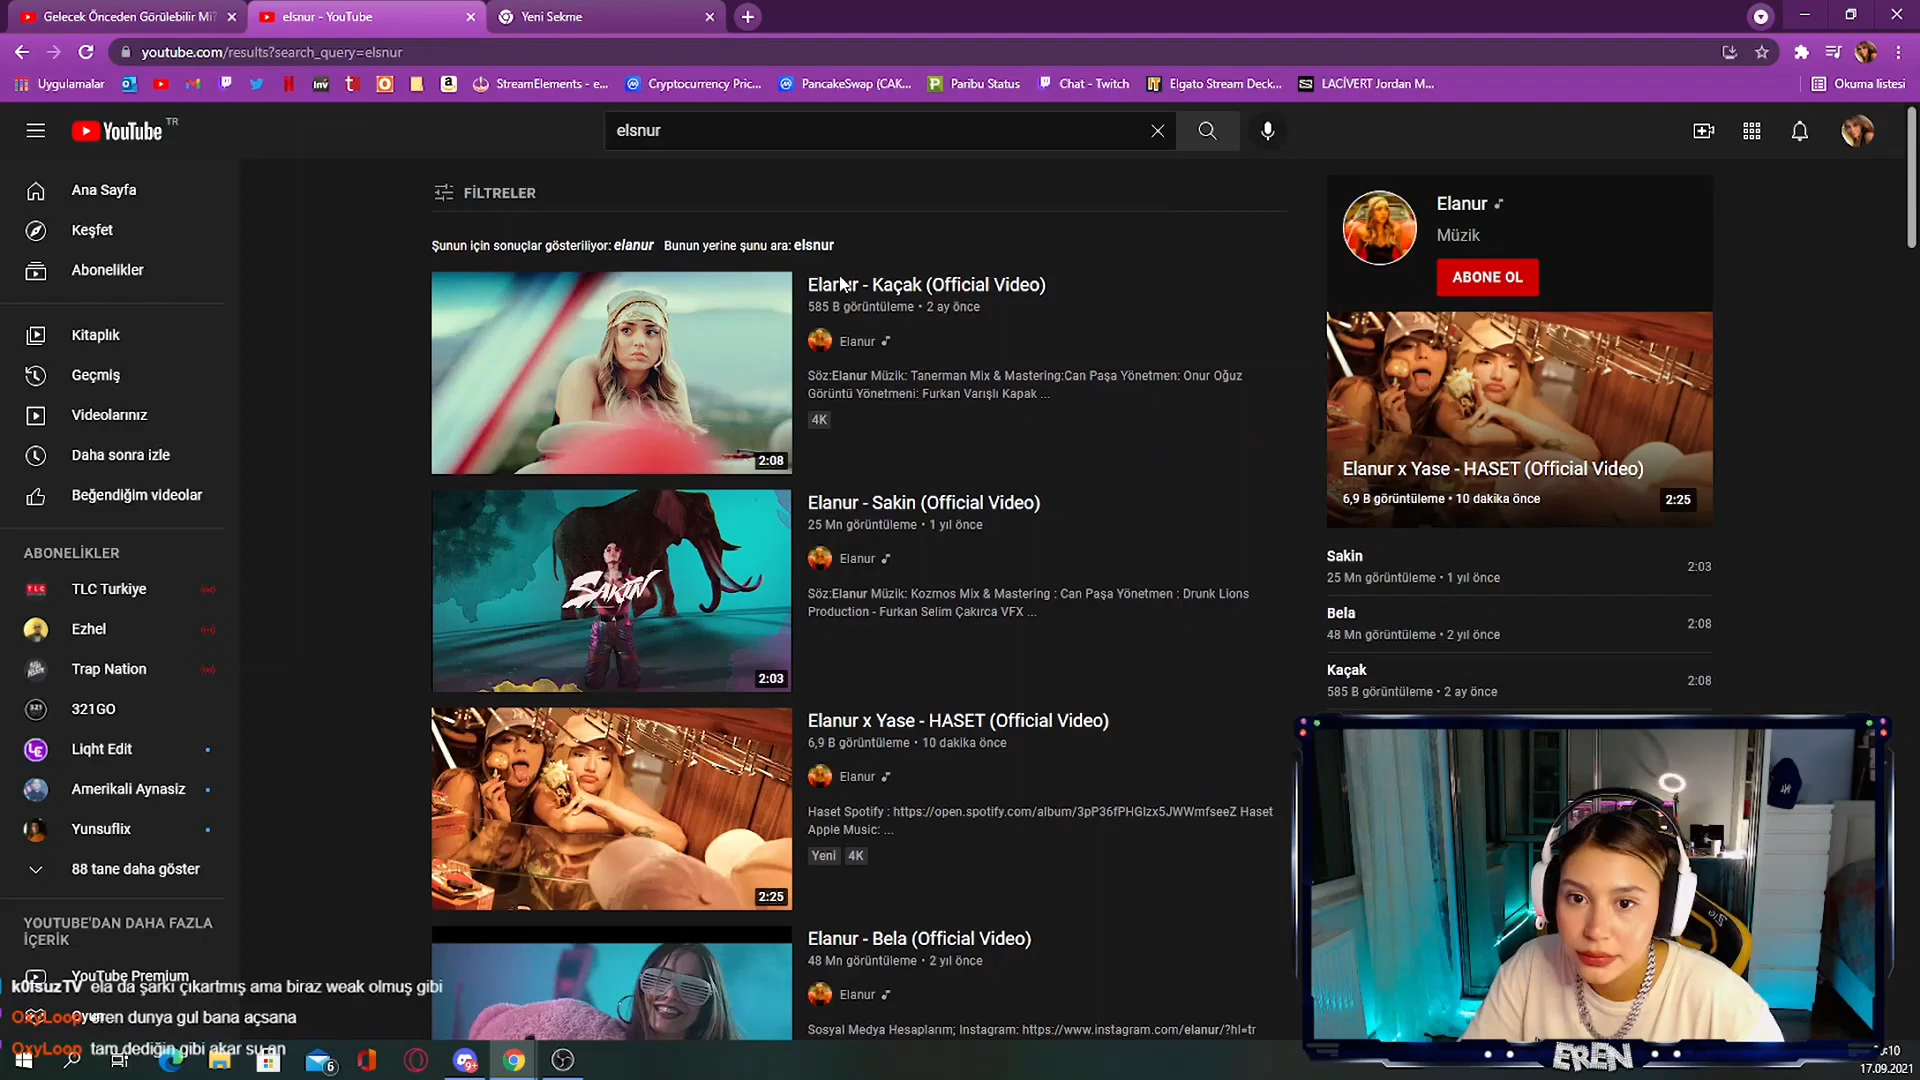 Gelecek Önceden Görülebilir Mi?
elsnur - YouTube
Yeni Sekme
youtube.com/results?search_query=elsnur
Uygulamalar
StreamElements - e...
Cryptocurrency Pric...
PancakeSwap (CAK...
Paribu Status
Chat - Twitch
Elgato Stream Deck...
LACİVERT Jordan M...
Okuma listesi
YouTube TR
elsnur
Ana Sayfa
Keşfet
Abonelikler
Kitaplık
Geçmiş
Videolarınız
Daha sonra izle
Beğendiğim videolar
ABONELİKLER
TLC Turkiye
Ezhel
Trap Nation
321GO
Liqht Edit
Amerikali Aynasiz
Yunsuflix
88 tane daha göster
YOUTUBE'DAN DAHA FAZLA
İÇERİK
YouTube Premium
Oyun
FİLTRELER
Şunun için sonuçlar gösteriliyor: elanur Bunun yerine şunu ara: elsnur
Elanur - Kaçak (Official Video)
585 B görüntüleme • 2 ay önce
Elanur
Söz:Elanur Müzik: Tanerman Mix & Mastering:Can Paşa Yönetmen: Onur Oğuz
Görüntü Yönetmeni: Furkan Varışlı Kapak ...
4K
2:08
Elanur - Sakin (Official Video)
25 Mn görüntüleme • 1 yıl önce
Elanur
Söz:Elanur Müzik: Kozmos Mix & Mastering : Can Paşa Yönetmen : Drunk Lions
Production - Furkan Selim Çakırca VFX ...
SAKIN
2:03
Elanur x Yase - HASET (Official Video)
6,9 B görüntüleme • 10 dakika önce
Elanur
Haset Spotify : https://open.spotify.com/album/3pP36fPHGIzx5JWWmfseeZ Haset
Apple Music: ...
Yeni 4K
2:25
Elanur - Bela (Official Video)
48 Mn görüntüleme • 2 yıl önce
Elanur
Sosyal Medya Hesaplarım; Instagram: https://www.instagram.com/elanur/?hl=tr
Elanur
Müzik
ABONE OL
Elanur x Yase - HASET (Official Video)
6,9 B görüntüleme • 10 dakika önce
2:25
Sakin
25 Mn görüntüleme • 1 yıl önce
2:03
Bela
48 Mn görüntüleme • 2 yıl önce
2:08
Kaçak
585 B görüntüleme • 2 ay önce
2:08
k0fsuzTV ela da şarkı çıkartmış ama biraz weak olmuş gibi
OxyLoop eren dunya gul bana açsana
OxyLoop tam dediğin gibi akar su an
EREN
17.09.2021